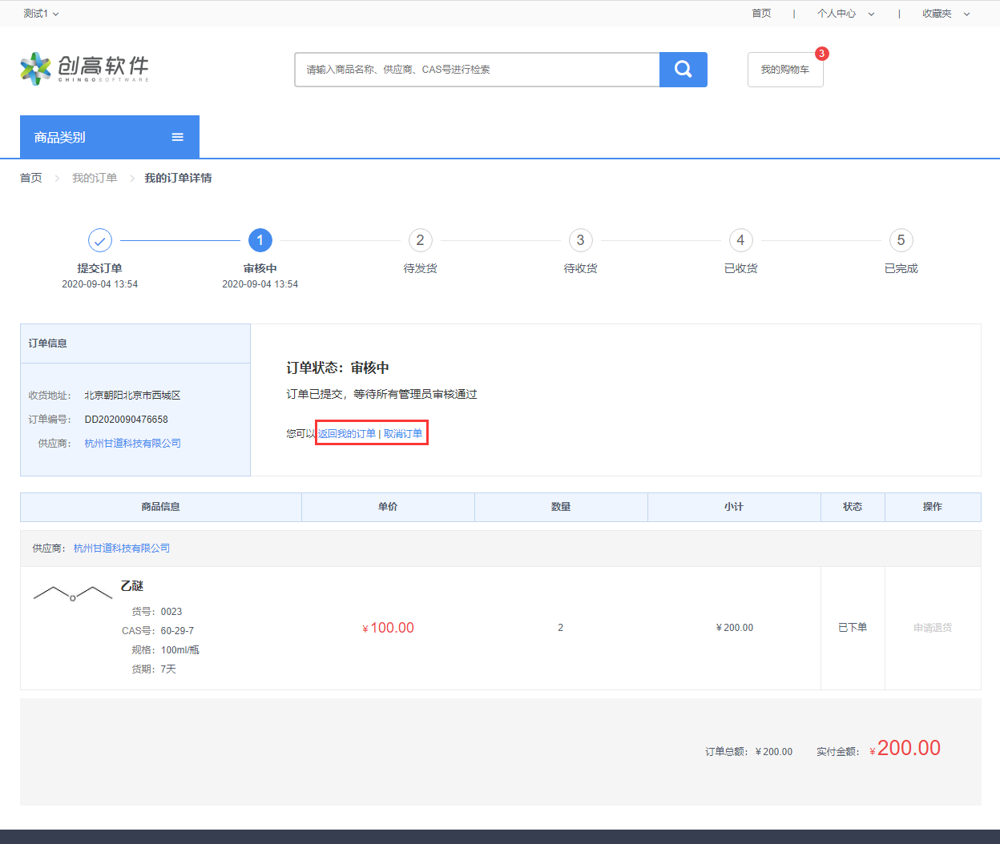 测试1
首页 | 个人中心 | 收藏夹
创高软件
CHINGOSOFTWARE
请输入商品名称、供应商、CAS号进行检索
我的购物车
3
商品类别
首页 我的订单 我的订单详情
1 2 3 4 5
提交订单 审核中 待发货 待收货 已收货 已完成
2020-09-04 13:54 2020-09-04 13:54
订单信息
收货地址： 北京朝阳北京市西城区
订单编号： DD2020090476658
供应商： 杭州甘道科技有限公司
订单状态：审核中
订单已提交，等待所有管理员审核通过
您可以返回我的订单 | 取消订单
商品信息 单价 数量 小计 状态 操作
供应商： 杭州甘道科技有限公司
乙醚
O
货号： 0023
CAS号： 60-29-7
规格： 100ml/瓶
货期： 7天
¥100.00 2 ¥200.00 已下单 申请退货
订单总额： ¥200.00 实付金额： ¥200.00